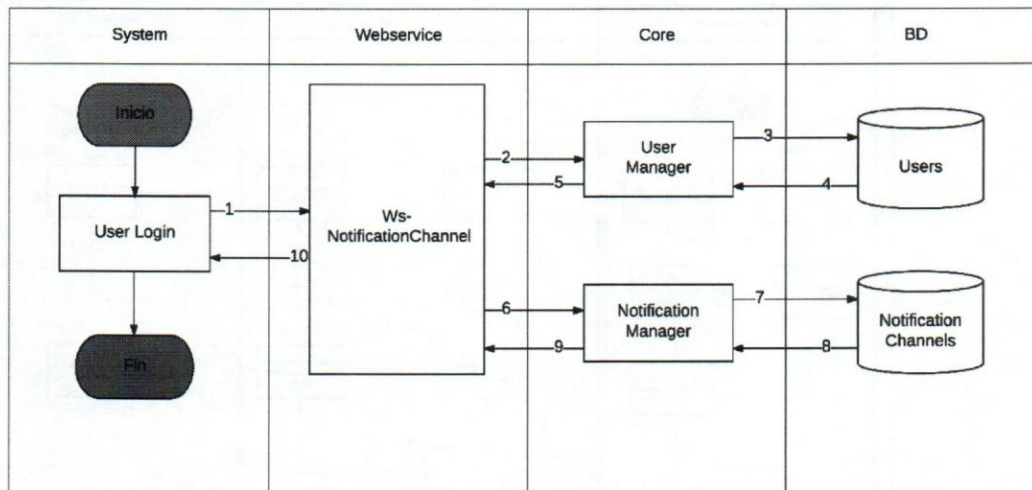 System
Webservice
Core
BD
Inicio
User Login
Fin
1
10
Ws-
NotificationChannel
2
5
6
9
User
Manager
3
4
Users
Notification
Manager
7
8
Notification
Channels